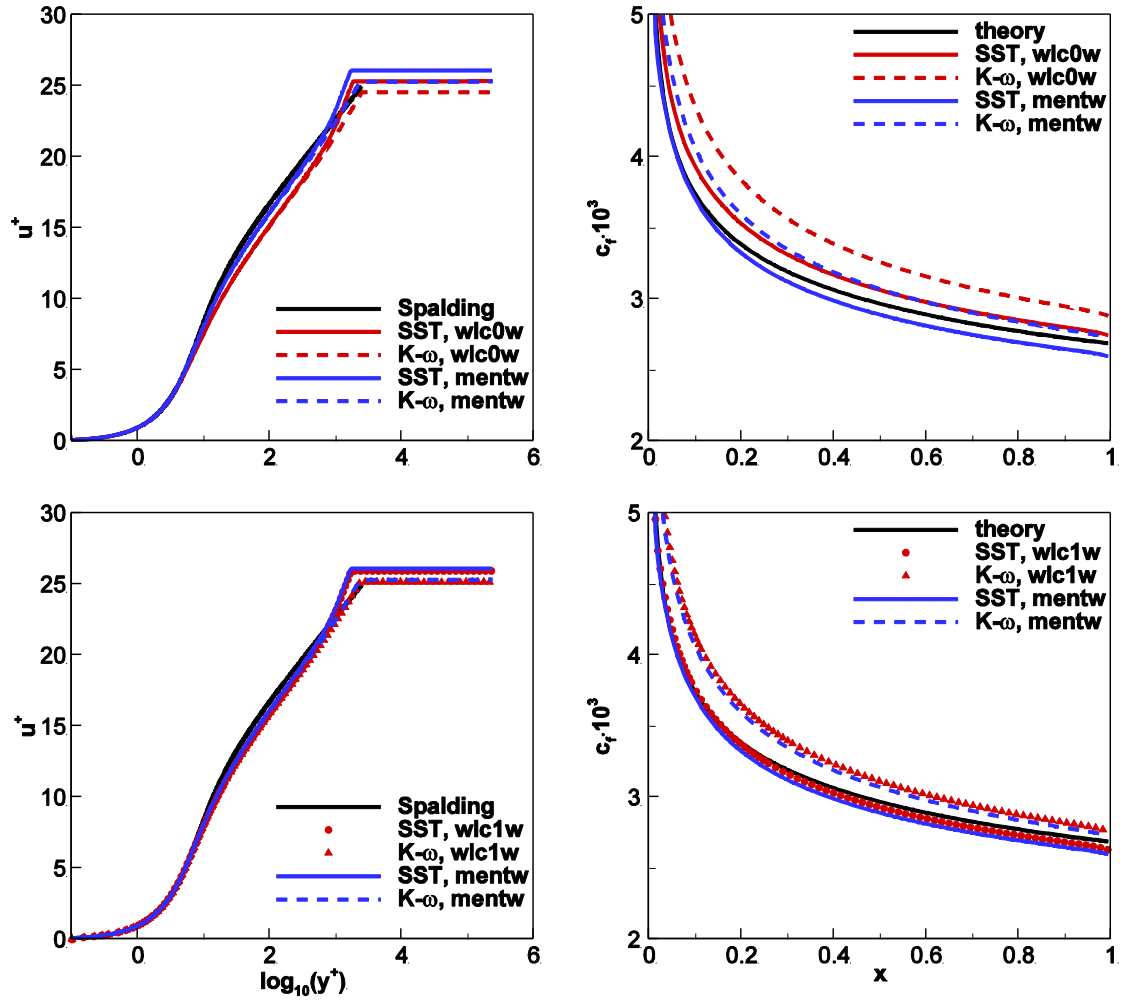 30
25
20
15
10
5
0
u⁺
0
2
4
6
Spalding
SST, wlc0w
K-ω, wlc0w
SST, mentw
K-ω, mentw
5
4
3
2
c_f·10³
0
0.2
0.4
0.6
0.8
1
theory
SST, wlc0w
K-ω, wlc0w
SST, mentw
K-ω, mentw
30
25
20
15
10
5
0
u⁺
0
2
4
6
log₁₀(y⁺)
Spalding
SST, wlc1w
K-ω, wlc1w
SST, mentw
K-ω, mentw
5
4
3
2
c_f·10³
0
0.2
0.4
0.6
0.8
1
x
theory
SST, wlc1w
K-ω, wlc1w
SST, mentw
K-ω, mentw